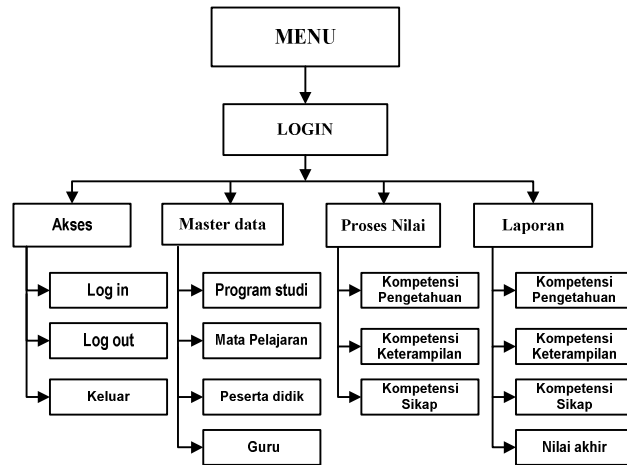 MENU
LOGIN
Akses
Master data
Proses Nilai
Laporan
Log in
Log out
Keluar
Program studi
Mata Pelajaran
Peserta didik
Guru
Kompetensi
Pengetahuan
Kompetensi
Keterampilan
Kompetensi
Sikap
Kompetensi
Pengetahuan
Kompetensi
Keterampilan
Kompetensi
Sikap
Nilai akhir